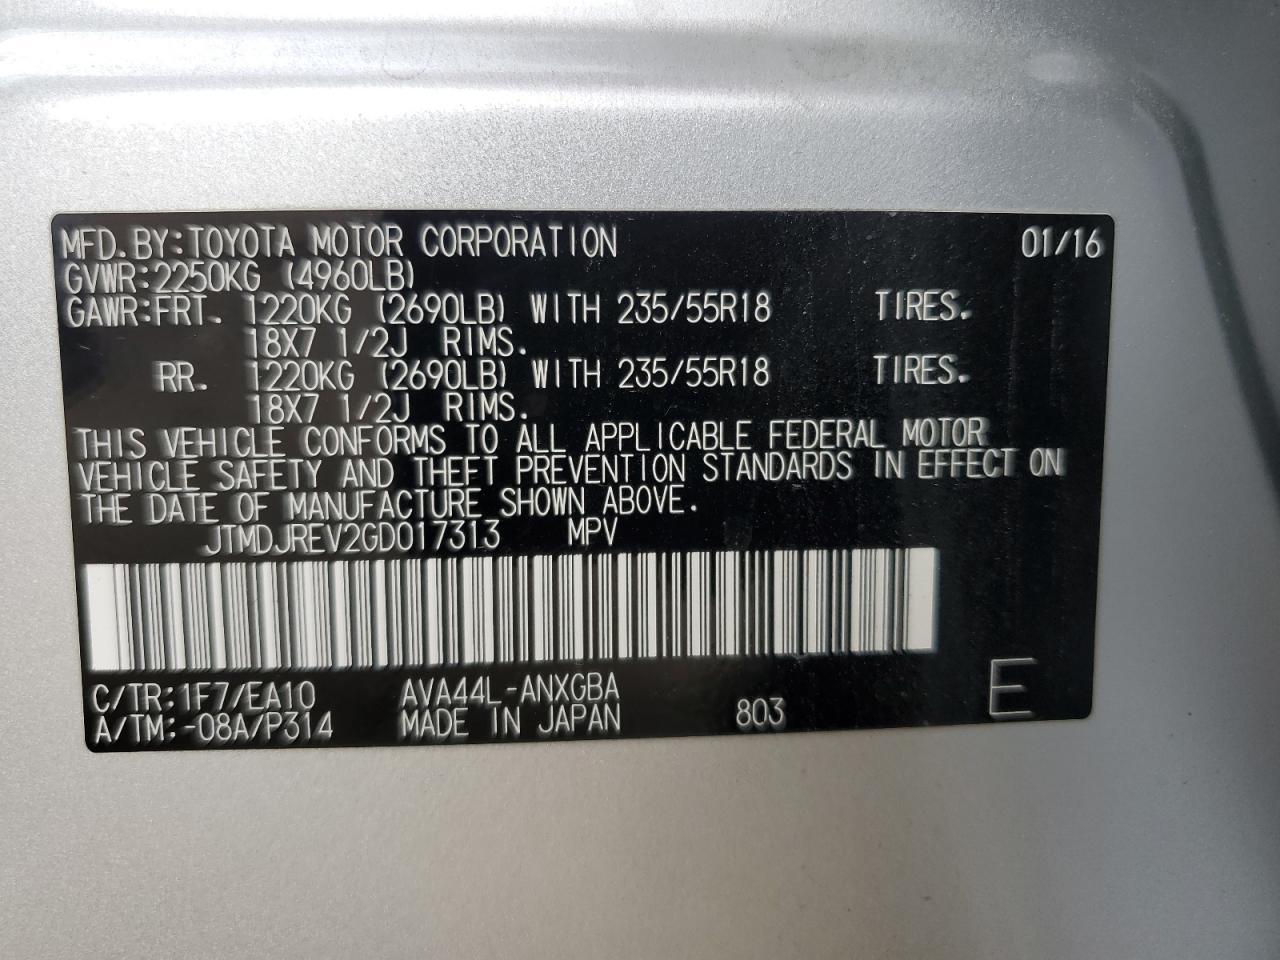 MFD.BY:TOYOTA MOTOR CORPORATION 01/16
GVWR:2250KG (4960LB)
GAWR:FRT. 1220KG (2690LB) WITH 235/55R18 TIRES.
18X7 1/2J RIMS.
RR. 1220KG (2690LB) WITH 235/55R18 TIRES.
18X7 1/2J RIMS.
THIS VEHICLE CONFORMS TO ALL APPLICABLE FEDERAL MOTOR
VEHICLE SAFETY AND THEFT PREVENTION STANDARDS IN EFFECT ON
THE DATE OF MANUFACTURE SHOWN ABOVE.
JTMDJREV2GD017313 MPV
C/TR:1F7/EA10 AVA44L-ANXGBA
A/TM:-08A/P314 MADE IN JAPAN 803 E